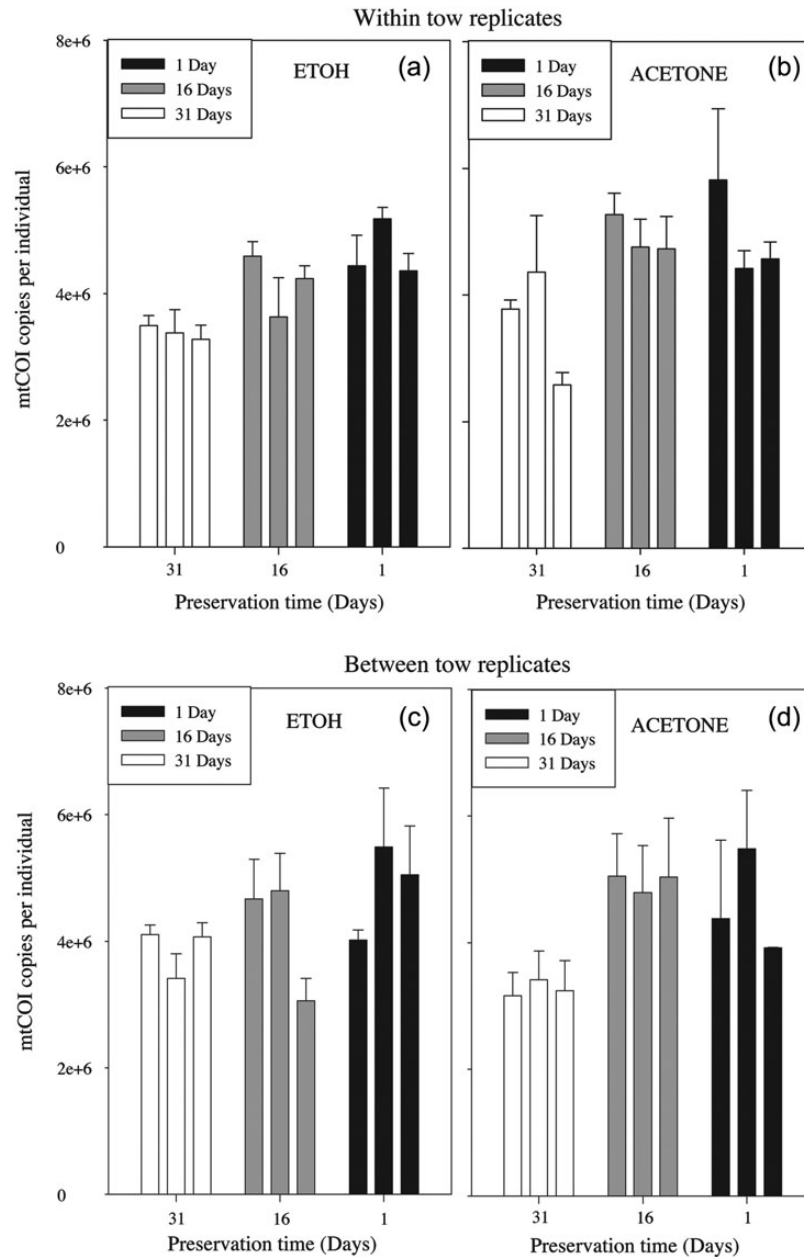 Within tow replicates
8e+6
6e+6
4e+6
2e+6
0
mtCOI copies per individual
1 Day
16 Days
31 Days
ETOH
(a)
31
16
1
Preservation time (Days)
1 Day
16 Days
31 Days
ACETONE
(b)
31
16
1
Preservation time (Days)
Between tow replicates
8e+6
6e+6
4e+6
2e+6
0
mtCOI copies per individual
1 Day
16 Days
31 Days
ETOH
(c)
31
16
1
Preservation time (Days)
1 Day
16 Days
31 Days
ACETONE
(d)
31
16
1
Preservation time (Days)